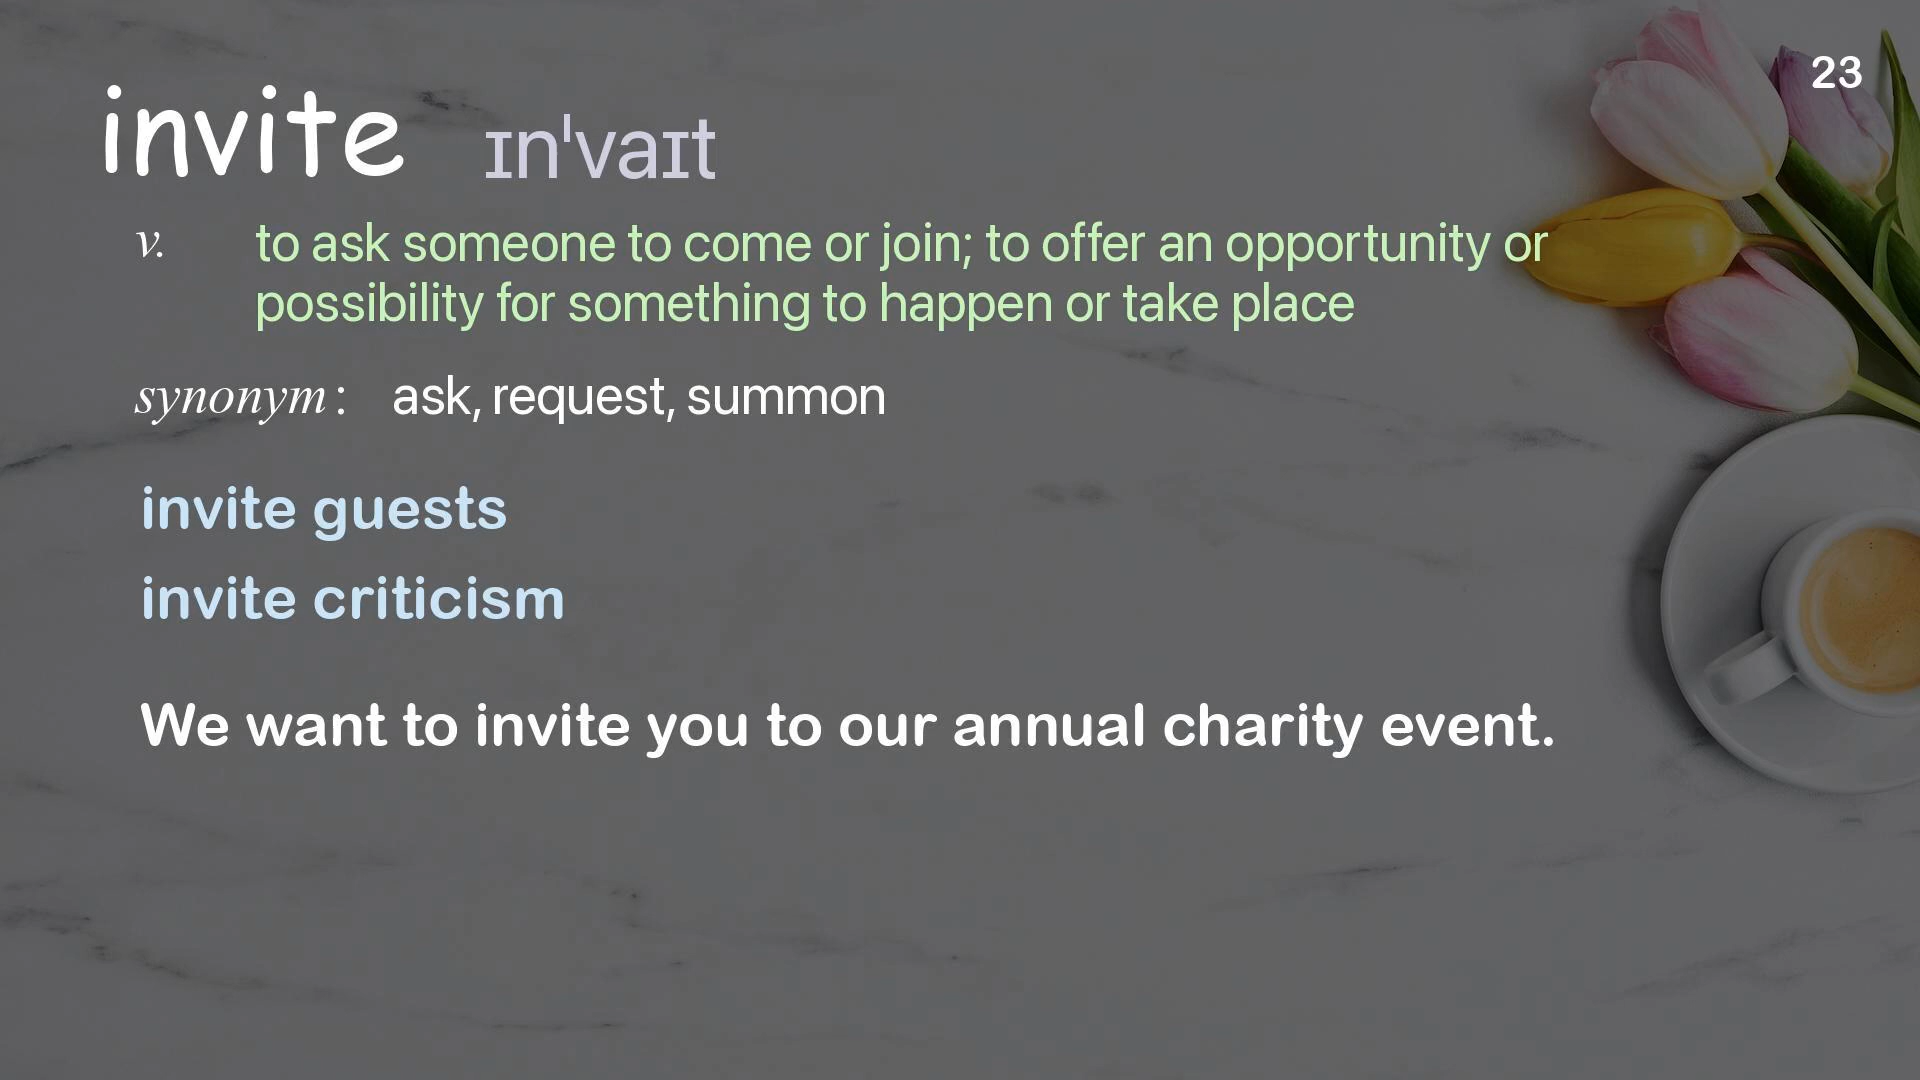 23
invite ɪnˈvaɪt
v. to ask someone to come or join; to offer an opportunity or
possibility for something to happen or take place
synonym: ask, request, summon
invite guests
invite criticism
We want to invite you to our annual charity event.